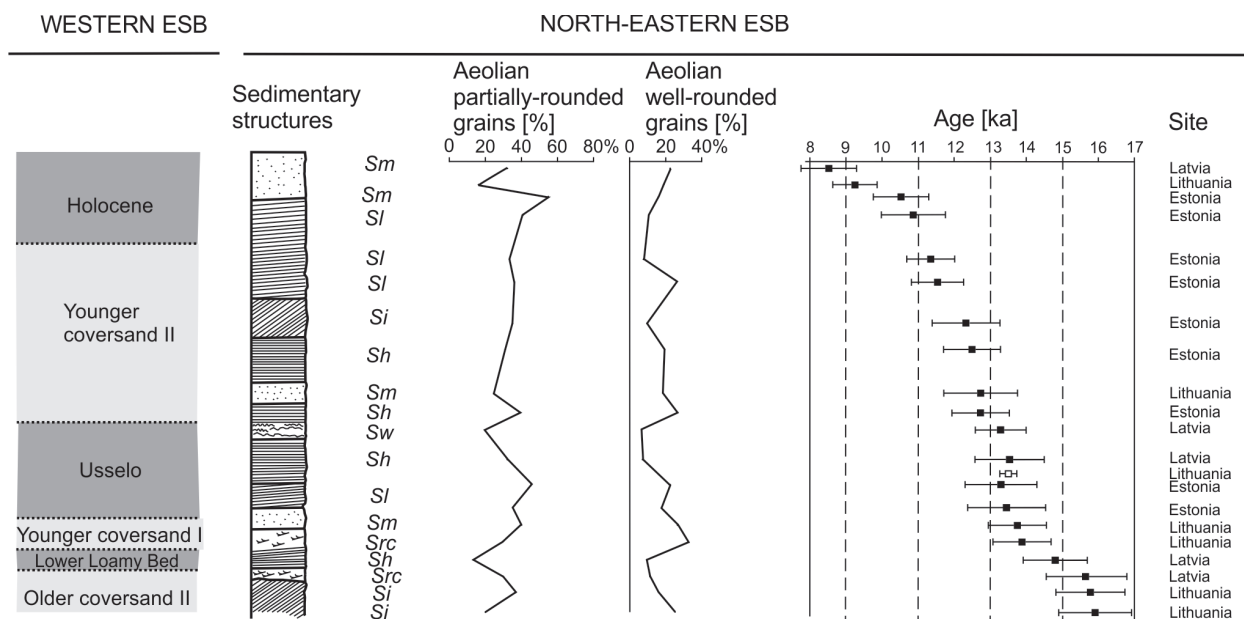 WESTERN ESB
NORTH-EASTERN ESB
Sedimentary
structures
Aeolian
partially-rounded
grains [%]
Aeolian
well-rounded
grains [%]
Age [ka]
Site
0 20 40 60 80%
0 20 40%
8 9 10 11 12 13 14 15 16 17
Holocene
Younger
coversand II
Usselo
Younger coversand I
Lower Loamy Bed
Older coversand II
Sm
Sm
Sl
Sl
Sl
Si
Sh
Sm
Sh
Sw
Sh
Sl
Sm
Src
Sh
Src
Si
Si
Latvia
Lithuania
Estonia
Estonia
Estonia
Estonia
Estonia
Estonia
Lithuania
Estonia
Latvia
Latvia
Lithuania
Estonia
Estonia
Lithuania
Lithuania
Latvia
Latvia
Lithuania
Lithuania